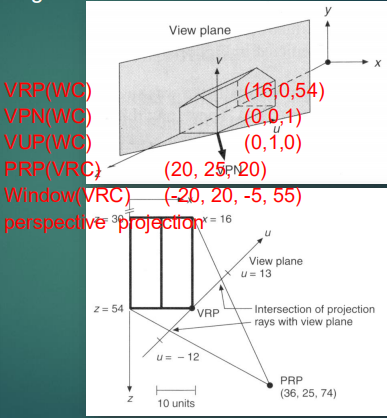 y
View plane
x
v
VRP(WC) (16,0,54)
VPN(WC) (0,0,1)
u
VUP(WC) (0,1,0)
PRP(VRC) (20, 25, 20)
z
VPN
Window(VRC) (-20, 20, -5, 55)
perspective projection
z = 30
x = 16
u
View plane
u = 13
z = 54
VRP
Intersection of projection
rays with view plane
u = − 12
PRP
(36, 25, 74)
z
10 units